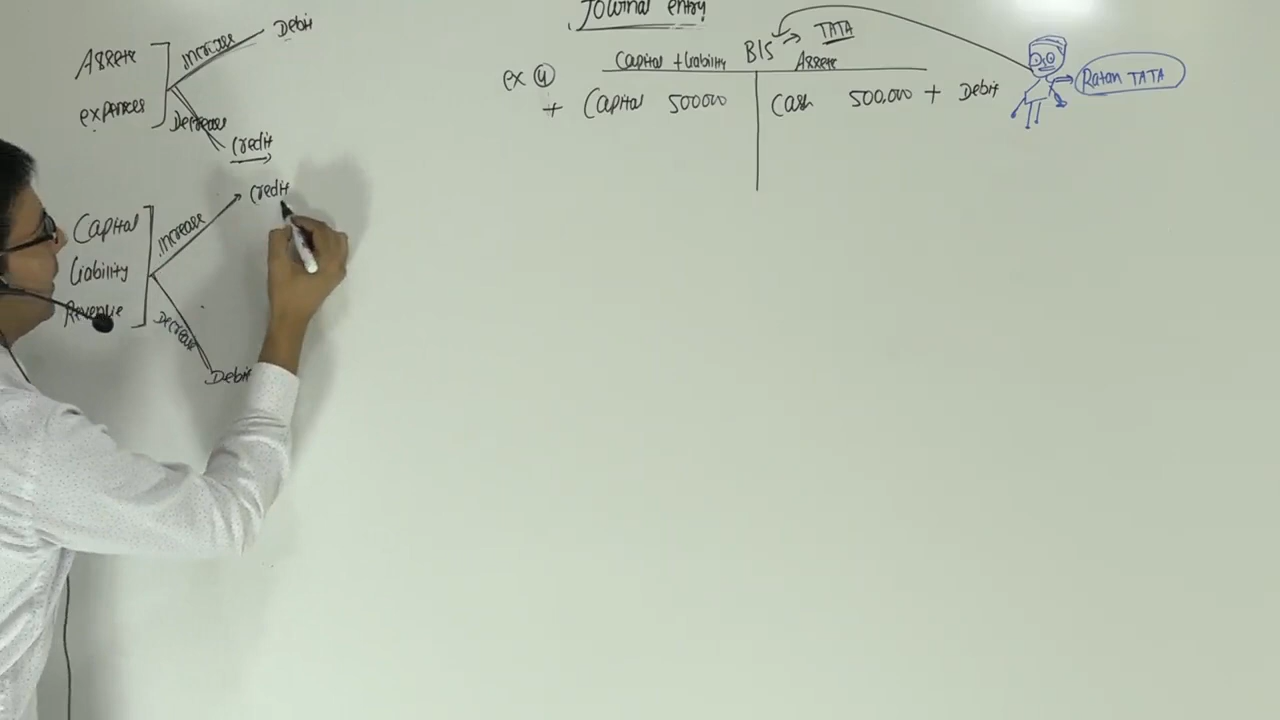 Journal entry
Assets
expenses
Increase
Debit
Decrease
Credit
Capital
Liability
Revenue
Increase
Credit
Decrease
Debit
B/S TATA
Capital + Liability Assets
ex 4
+ Capital 500000 Cash 500,000 + Debit
Ratan TATA